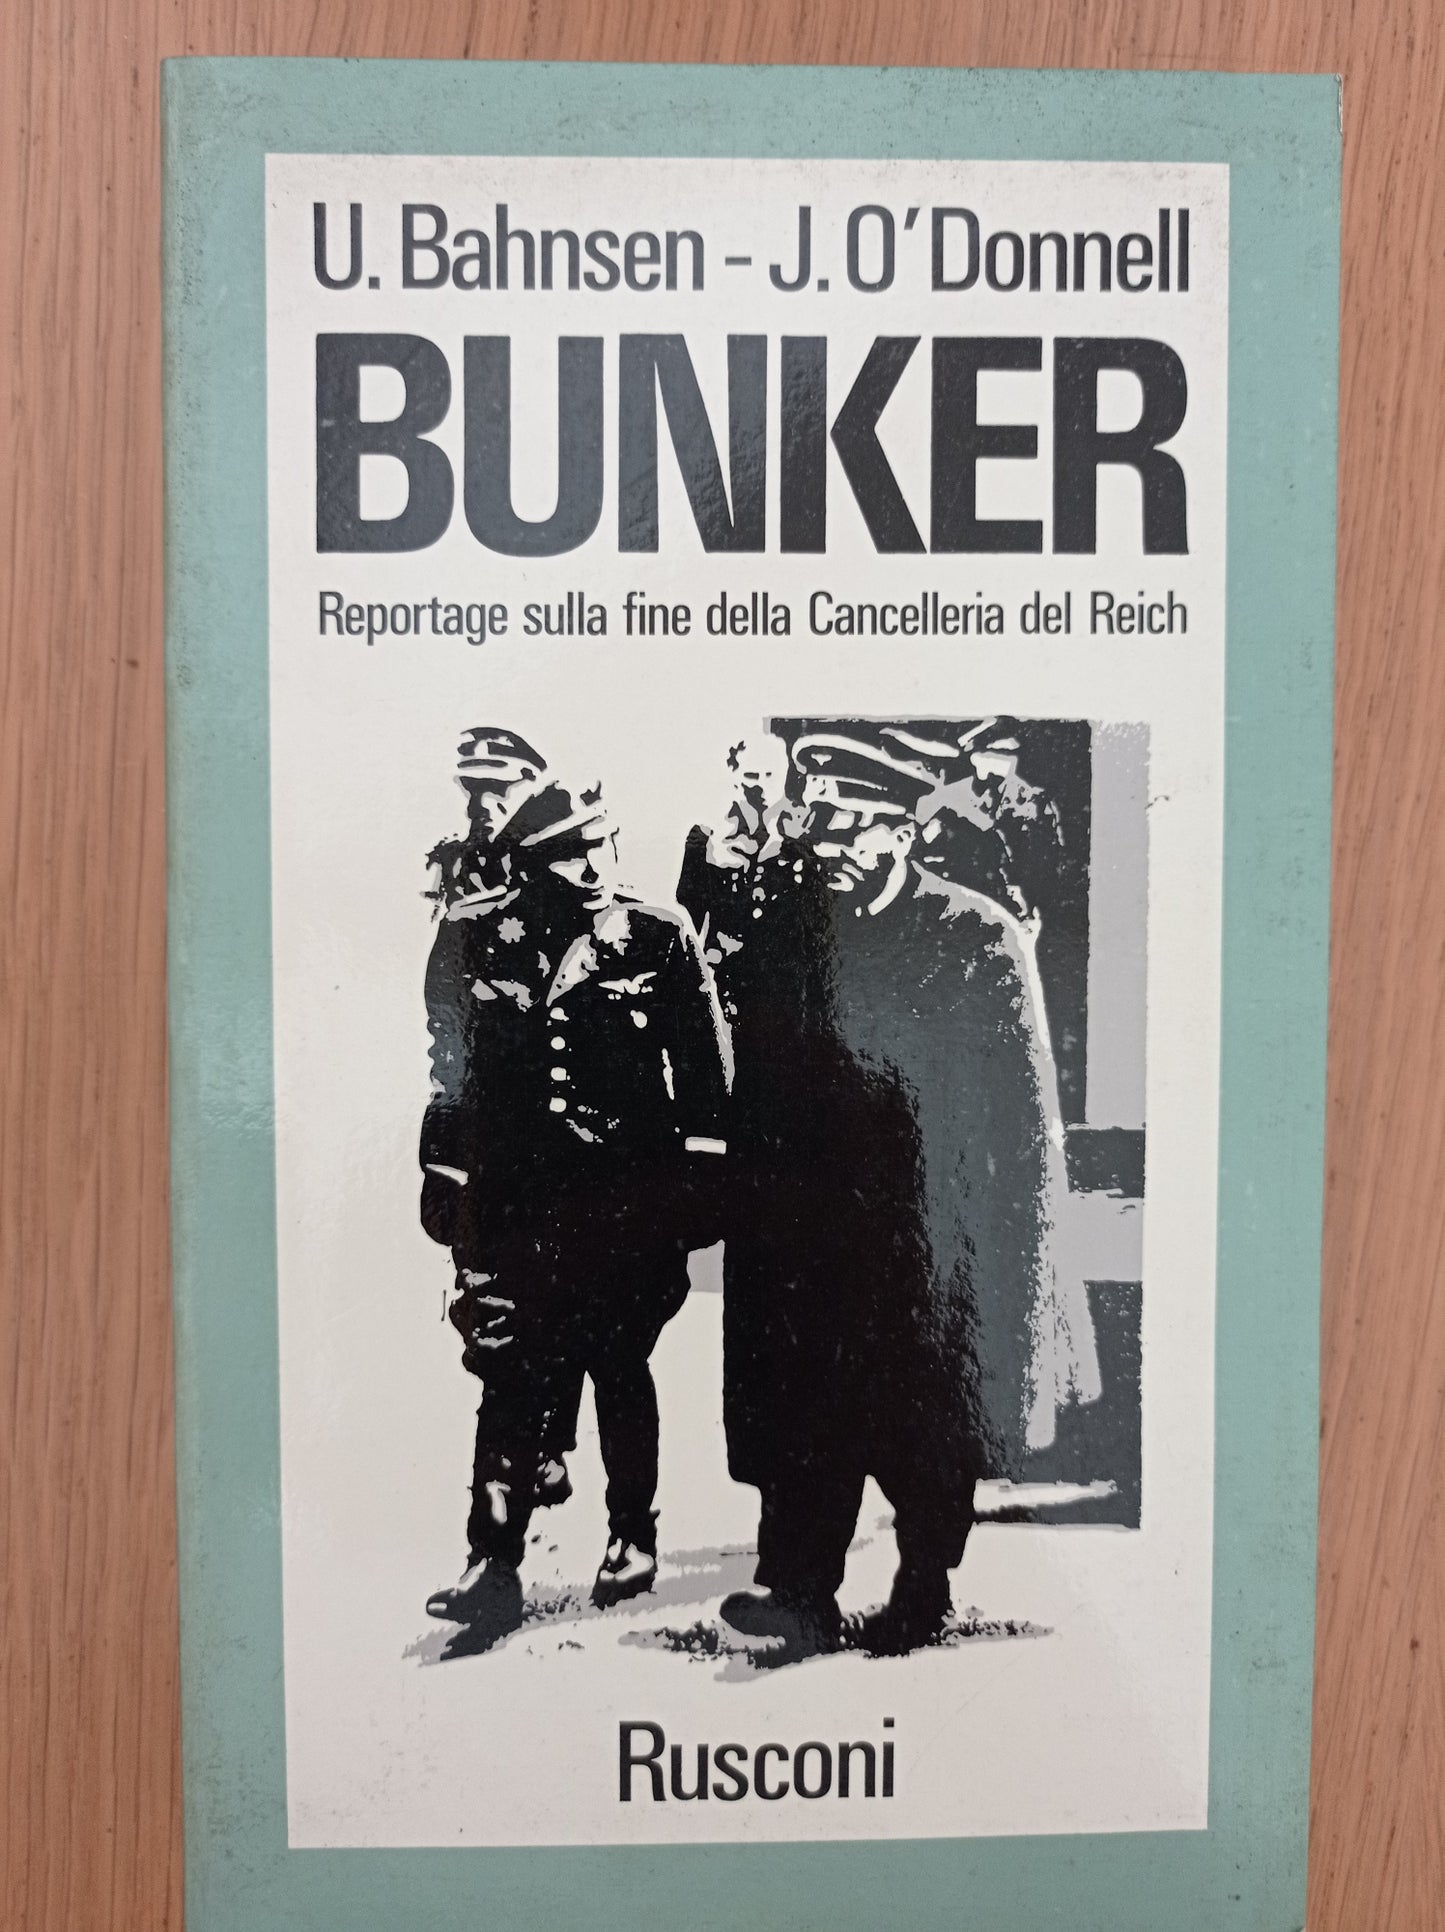 U. Bahnsen - J. O'Donnell
BUNKER
Reportage sulla fine della Cancelleria del Reich
Rusconi